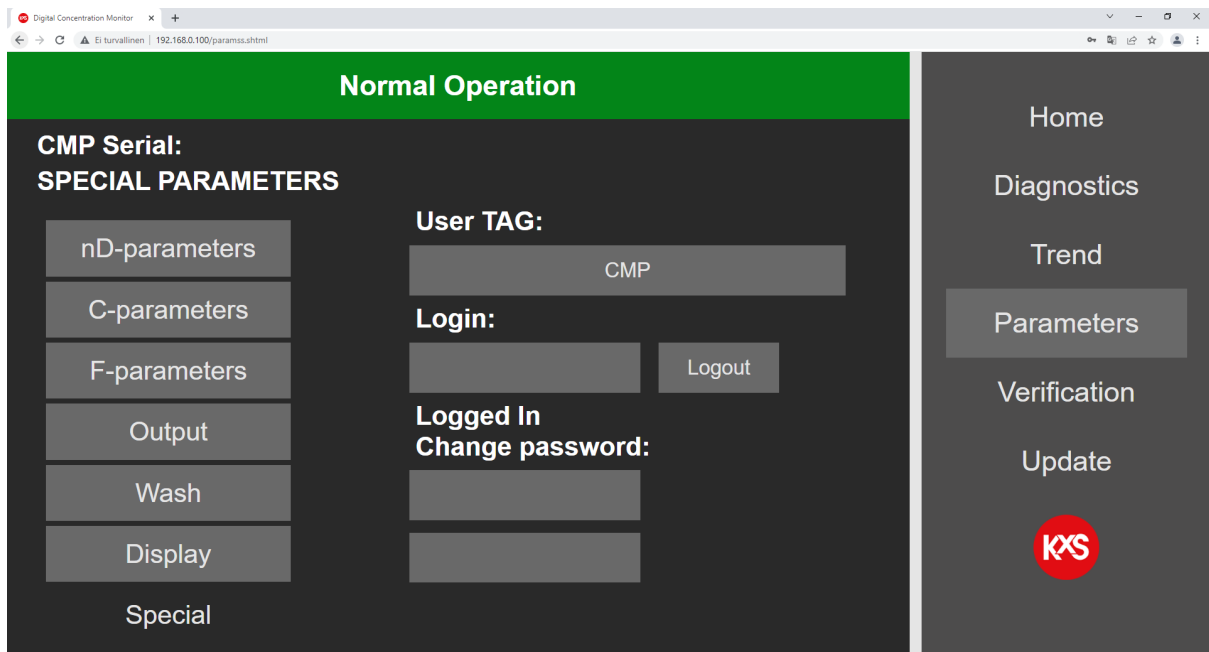 Digital Concentration Monitor
Ei turvallinen | 192.168.0.100/paramss.shtml
Normal Operation
CMP Serial:
SPECIAL PARAMETERS
nD-parameters
C-parameters
F-parameters
Output
Wash
Display
Special
User TAG:
CMP
Login:
Logout
Logged In
Change password:
Home
Diagnostics
Trend
Parameters
Verification
Update
KXS